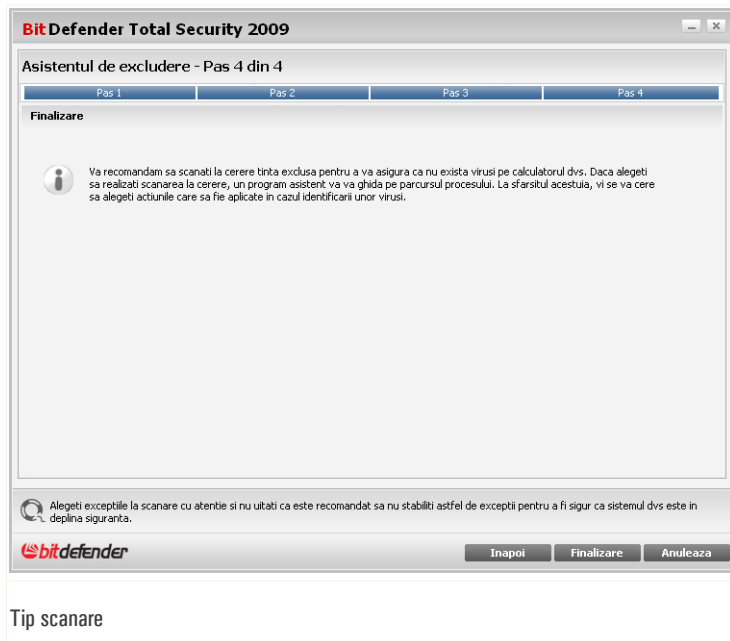 BitDefender Total Security 2009
Asistentul de excludere - Pas 4 din 4
Pas 1 Pas 2 Pas 3 Pas 4
Finalizare
Va recomandam sa scanati la cerere tinta exclusa pentru a va asigura ca nu exista virusi pe calculatorul dvs. Daca alegeti
sa realizati scanarea la cerere, un program asistent va va ghida pe parcursul procesului. La sfarsitul acestuia, vi se va cere
sa alegeti actiunile care sa fie aplicate in cazul identificarii unor virusi.
Alegeti exceptiile la scanare cu atentie si nu uitati ca este recomandat sa nu stabiliti astfel de exceptii pentru a fi sigur ca sistemul dvs este in
deplina siguranta.
bitdefender
Inapoi Finalizare Anuleaza
Tip scanare